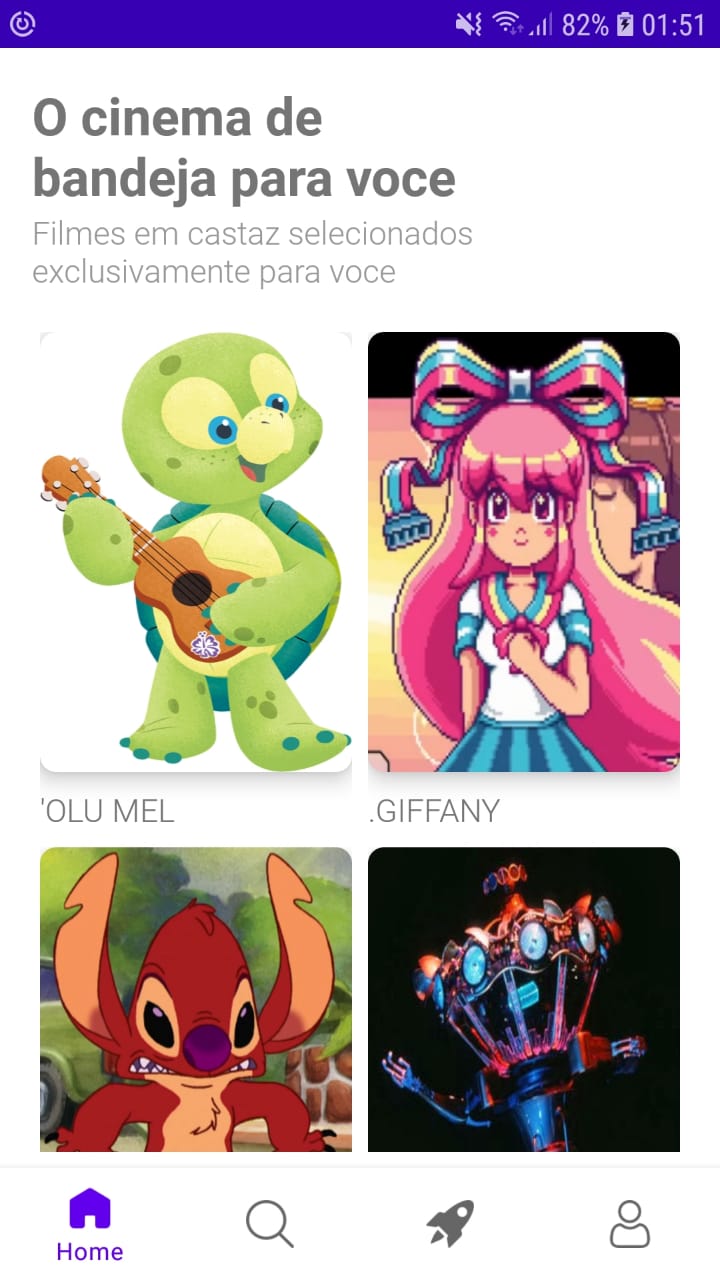 82% 01:51
O cinema de
bandeja para voce
Filmes em castaz selecionados
exclusivamente para voce
'OLU MEL
.GIFFANY
Home